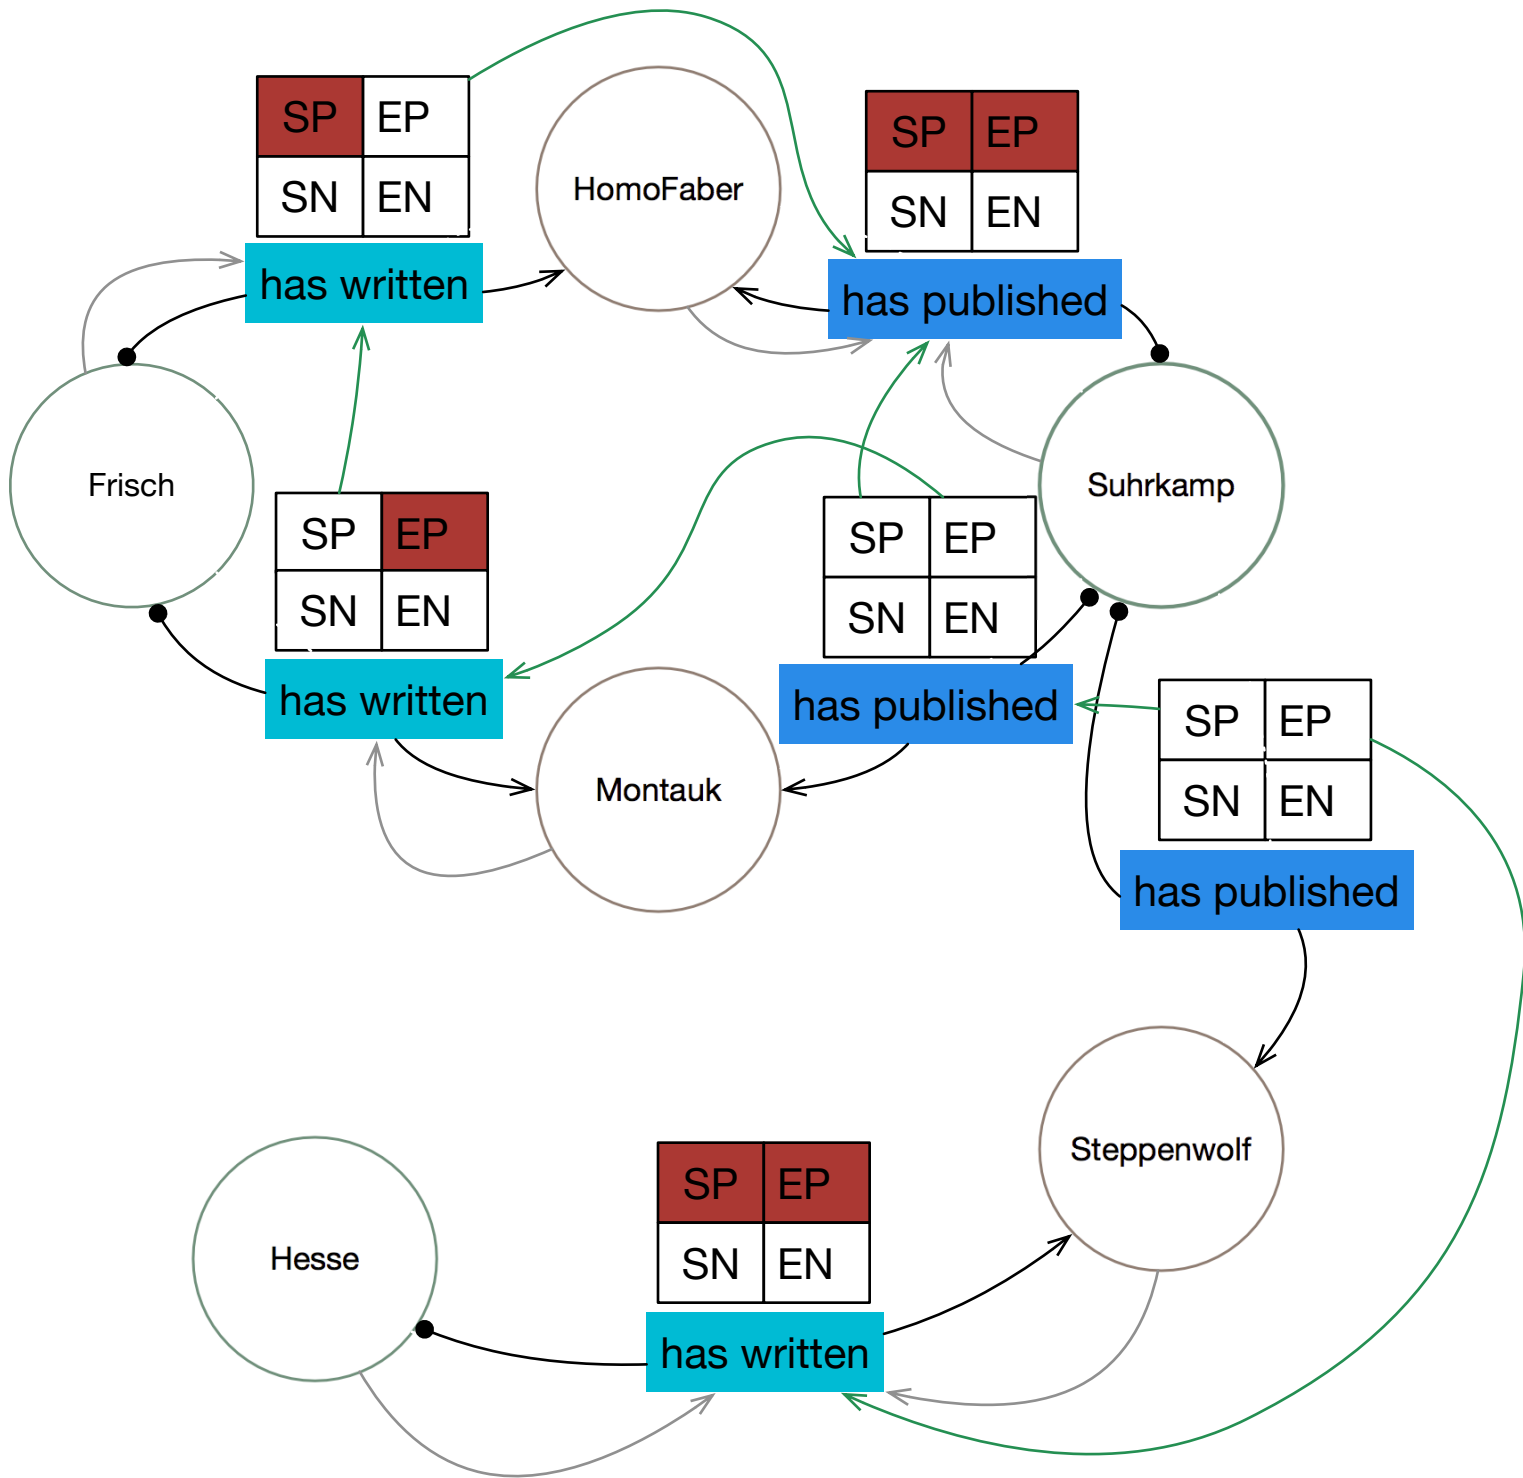 SP EP
SN EN
has written
HomoFaber
SP EP
SN EN
has published
Frisch
Suhrkamp
SP EP
SN EN
has written
SP EP
SN EN
has published
Montauk
SP EP
SN EN
has published
Steppenwolf
Hesse
SP EP
SN EN
has written